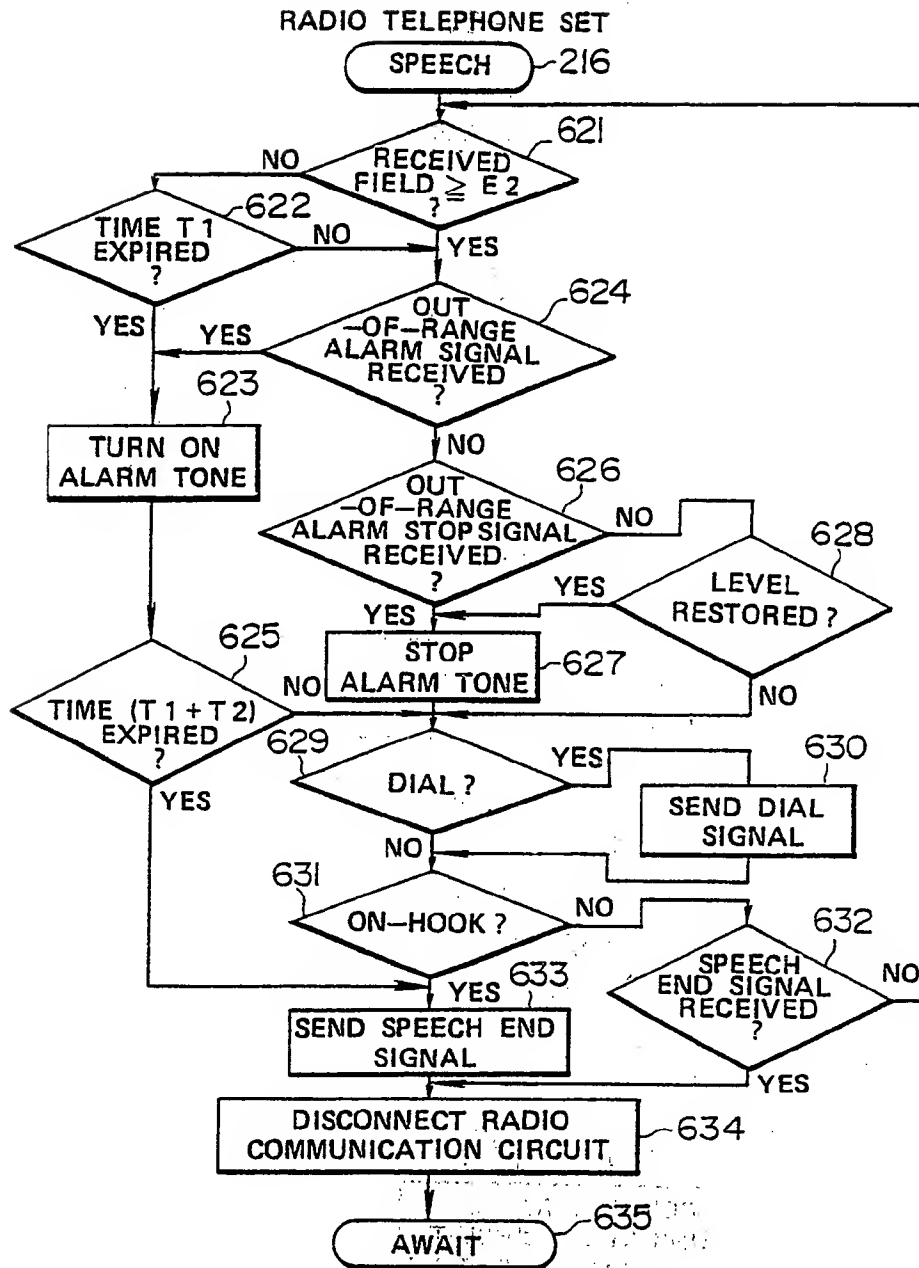 RADIO TELEPHONE SET
SPEECH
216
RECEIVED
FIELD ≧ E2
?
621
NO
YES
TIME T1
EXPIRED
?
622
NO
YES
OUT
-OF-RANGE
ALARM SIGNAL
RECEIVED
?
624
YES
NO
623
TURN ON
ALARM TONE
OUT
-OF-RANGE
ALARM STOP SIGNAL
RECEIVED
?
626
NO
YES
628
LEVEL
RESTORED ?
YES
NO
STOP
ALARM TONE
627
625
TIME (T1+T2)
EXPIRED
?
NO
YES
629
DIAL ?
YES
NO
630
SEND DIAL
SIGNAL
631
ON-HOOK ?
NO
YES
632
SPEECH
END SIGNAL
RECEIVED
?
NO
YES
633
SEND SPEECH END
SIGNAL
DISCONNECT RADIO
COMMUNICATION CIRCUIT
634
AWAIT
635